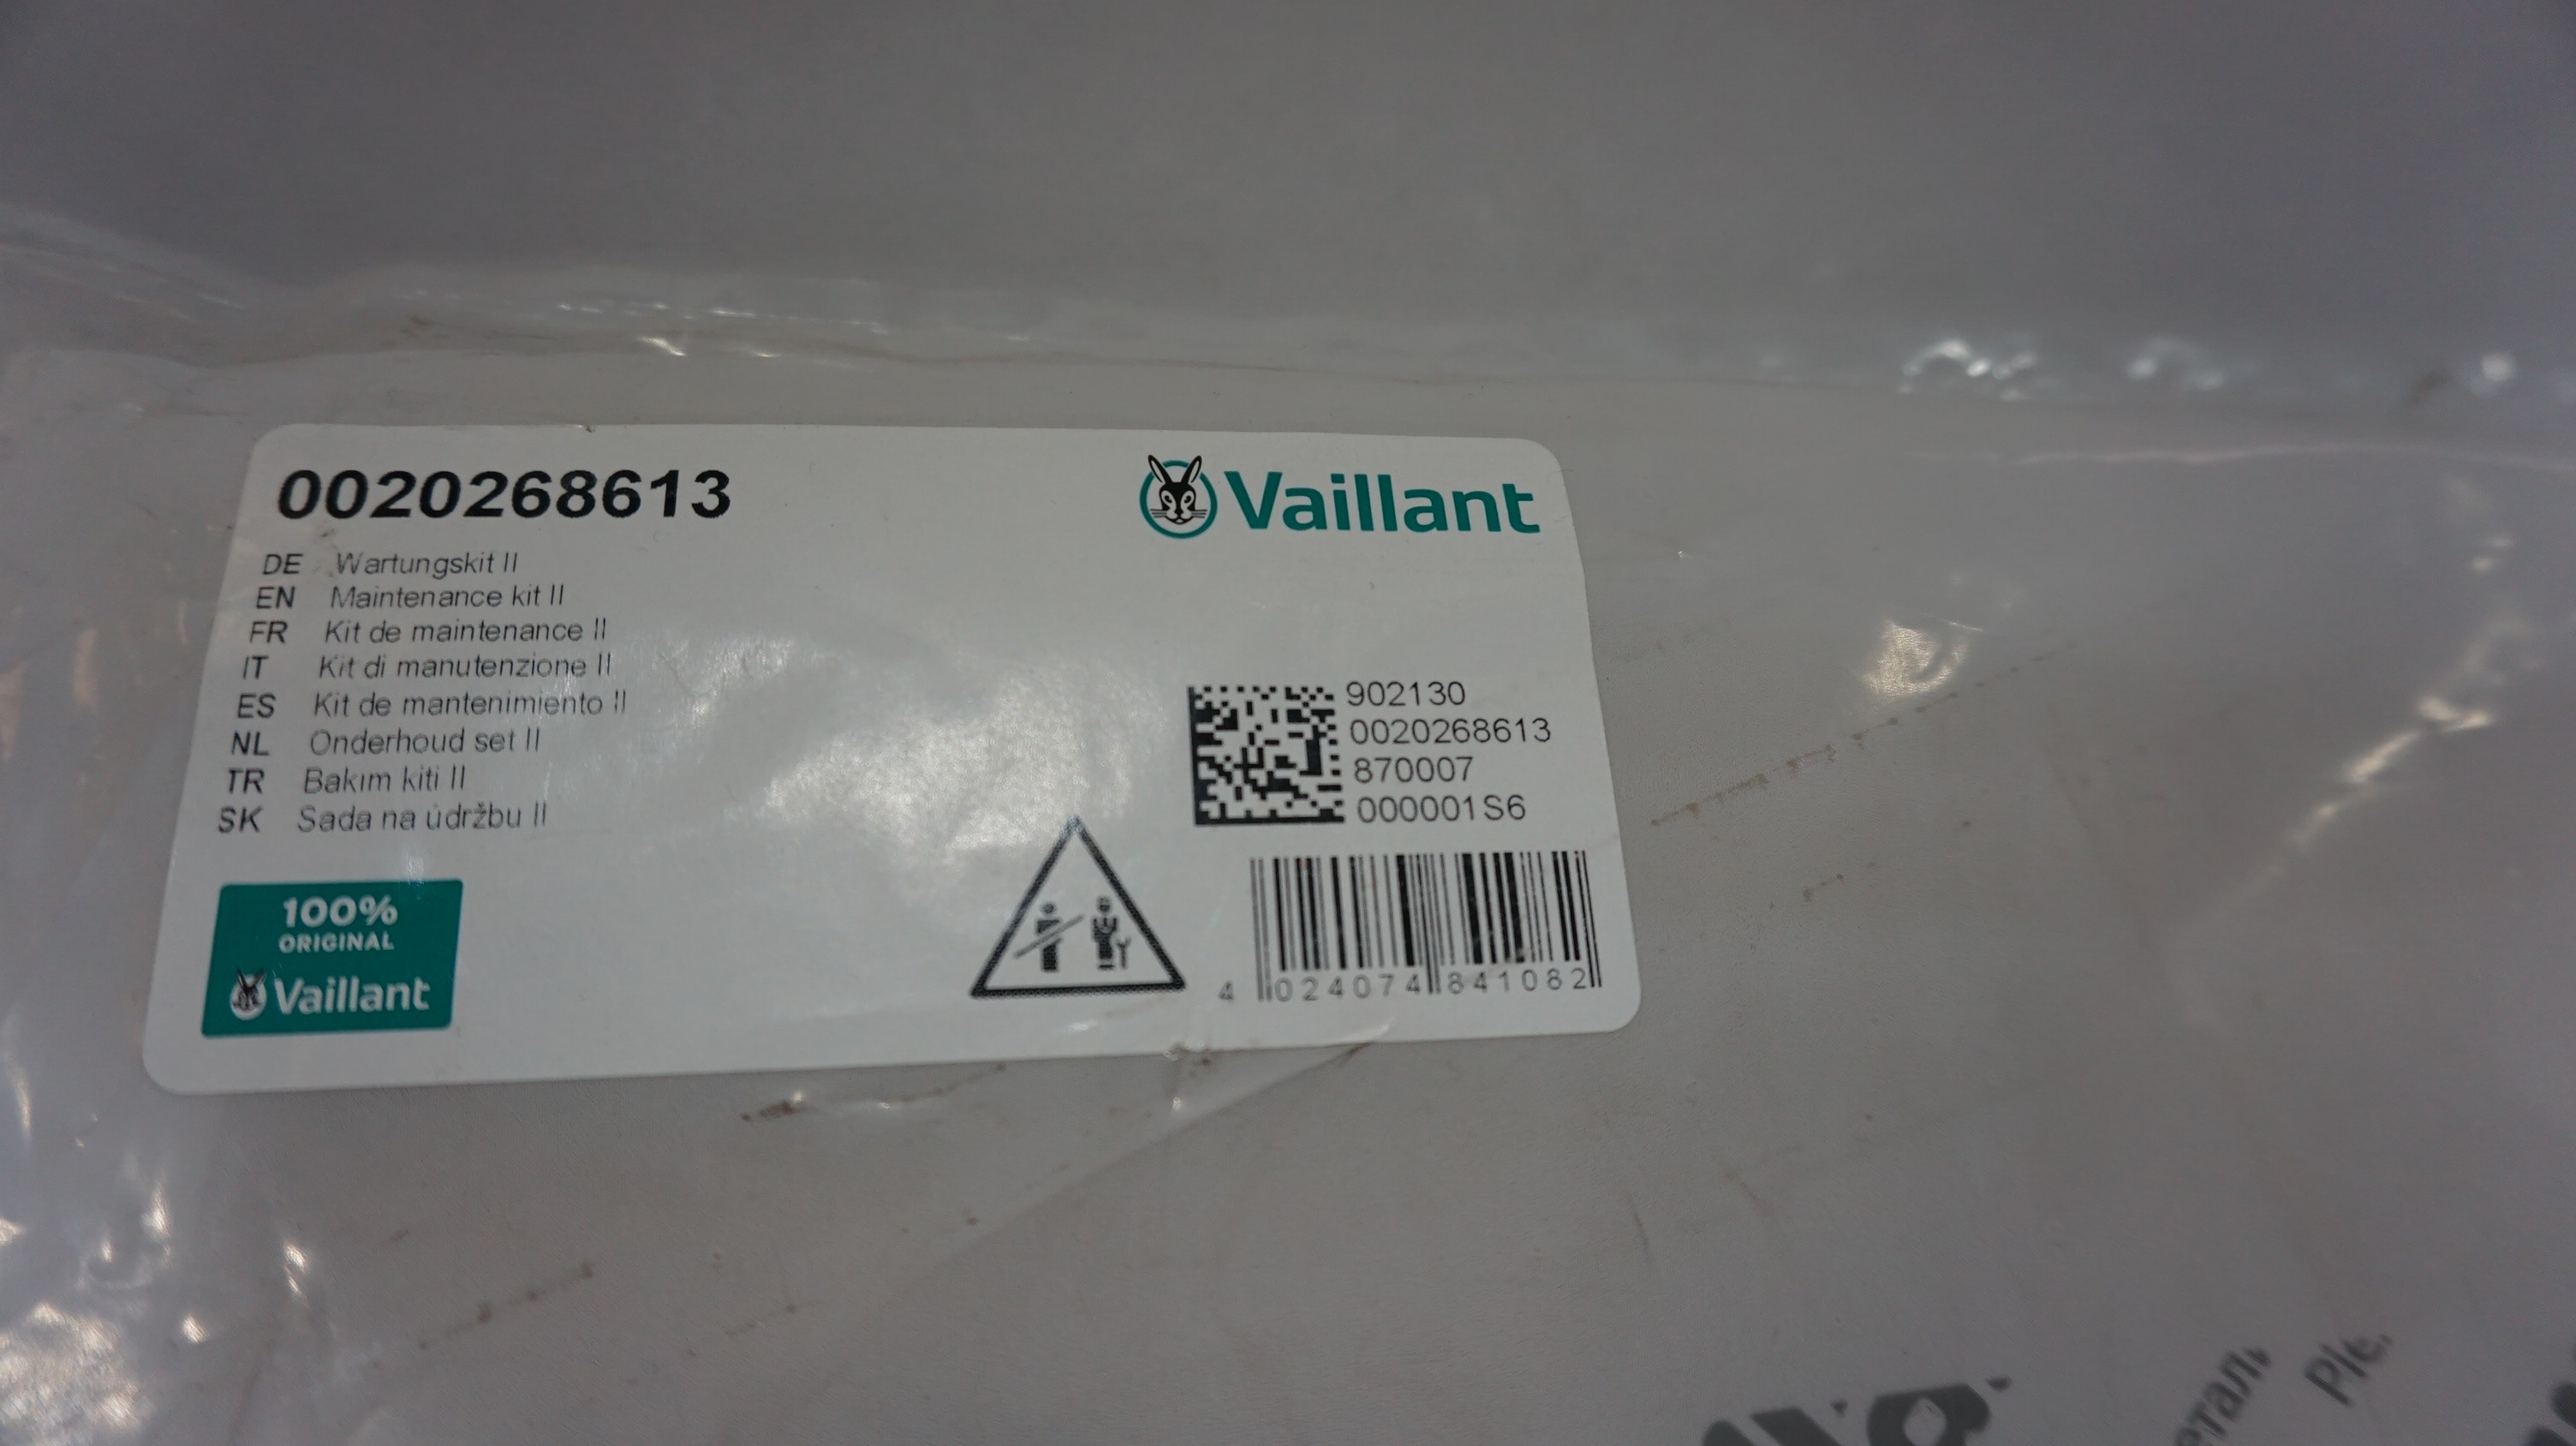 0020268613
Vaillant
DE Wartungskit II
EN Maintenance kit II
FR Kit de maintenance II
IT Kit di manutenzione II
ES Kit de mantenimiento II
NL Onderhoud set II
TR Bakım kiti II
SK Sada na údržbu II
902130
0020268613
870007
000001S6
100%
ORIGINAL
Vaillant
4 024074 841082